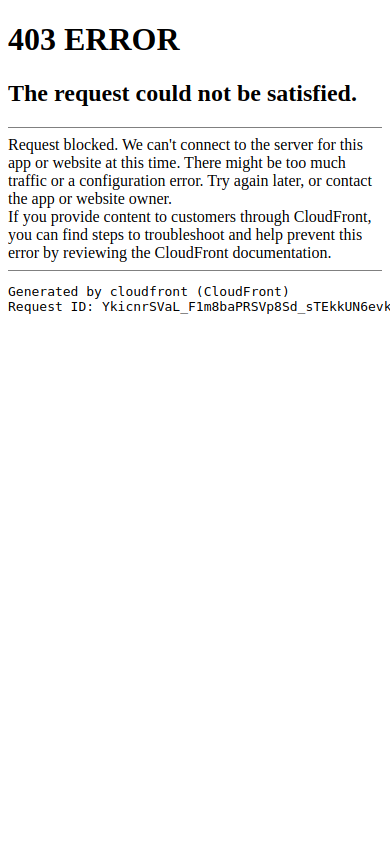 403 ERROR
The request could not be satisfied.
Request blocked. We can't connect to the server for this
app or website at this time. There might be too much
traffic or a configuration error. Try again later, or contact
the app or website owner.
If you provide content to customers through CloudFront,
you can find steps to troubleshoot and help prevent this
error by reviewing the CloudFront documentation.
Generated by cloudfront (CloudFront)
Request ID: YkicnrSVaL_F1m8baPRSVp8Sd_sTEkkUN6evk